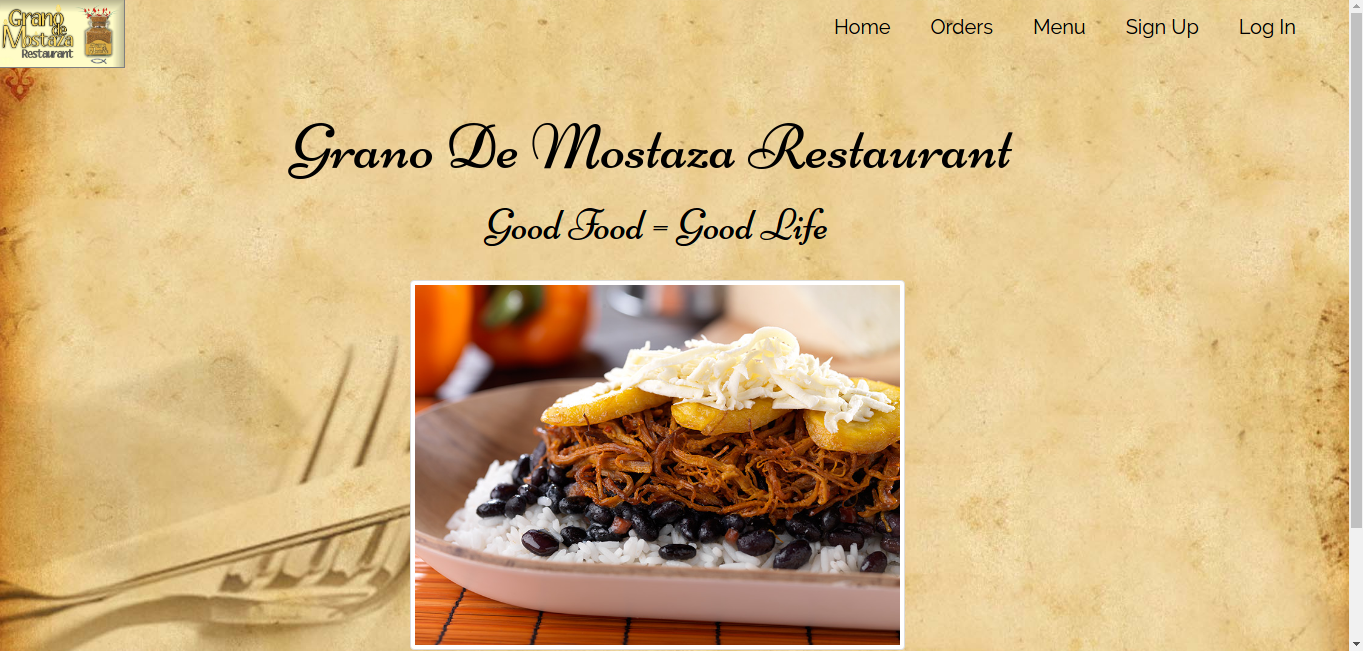 Grano
de
Mostaza
Restaurant
Home Orders Menu Sign Up Log In
Grano De Mostaza Restaurant
Good Food = Good Life